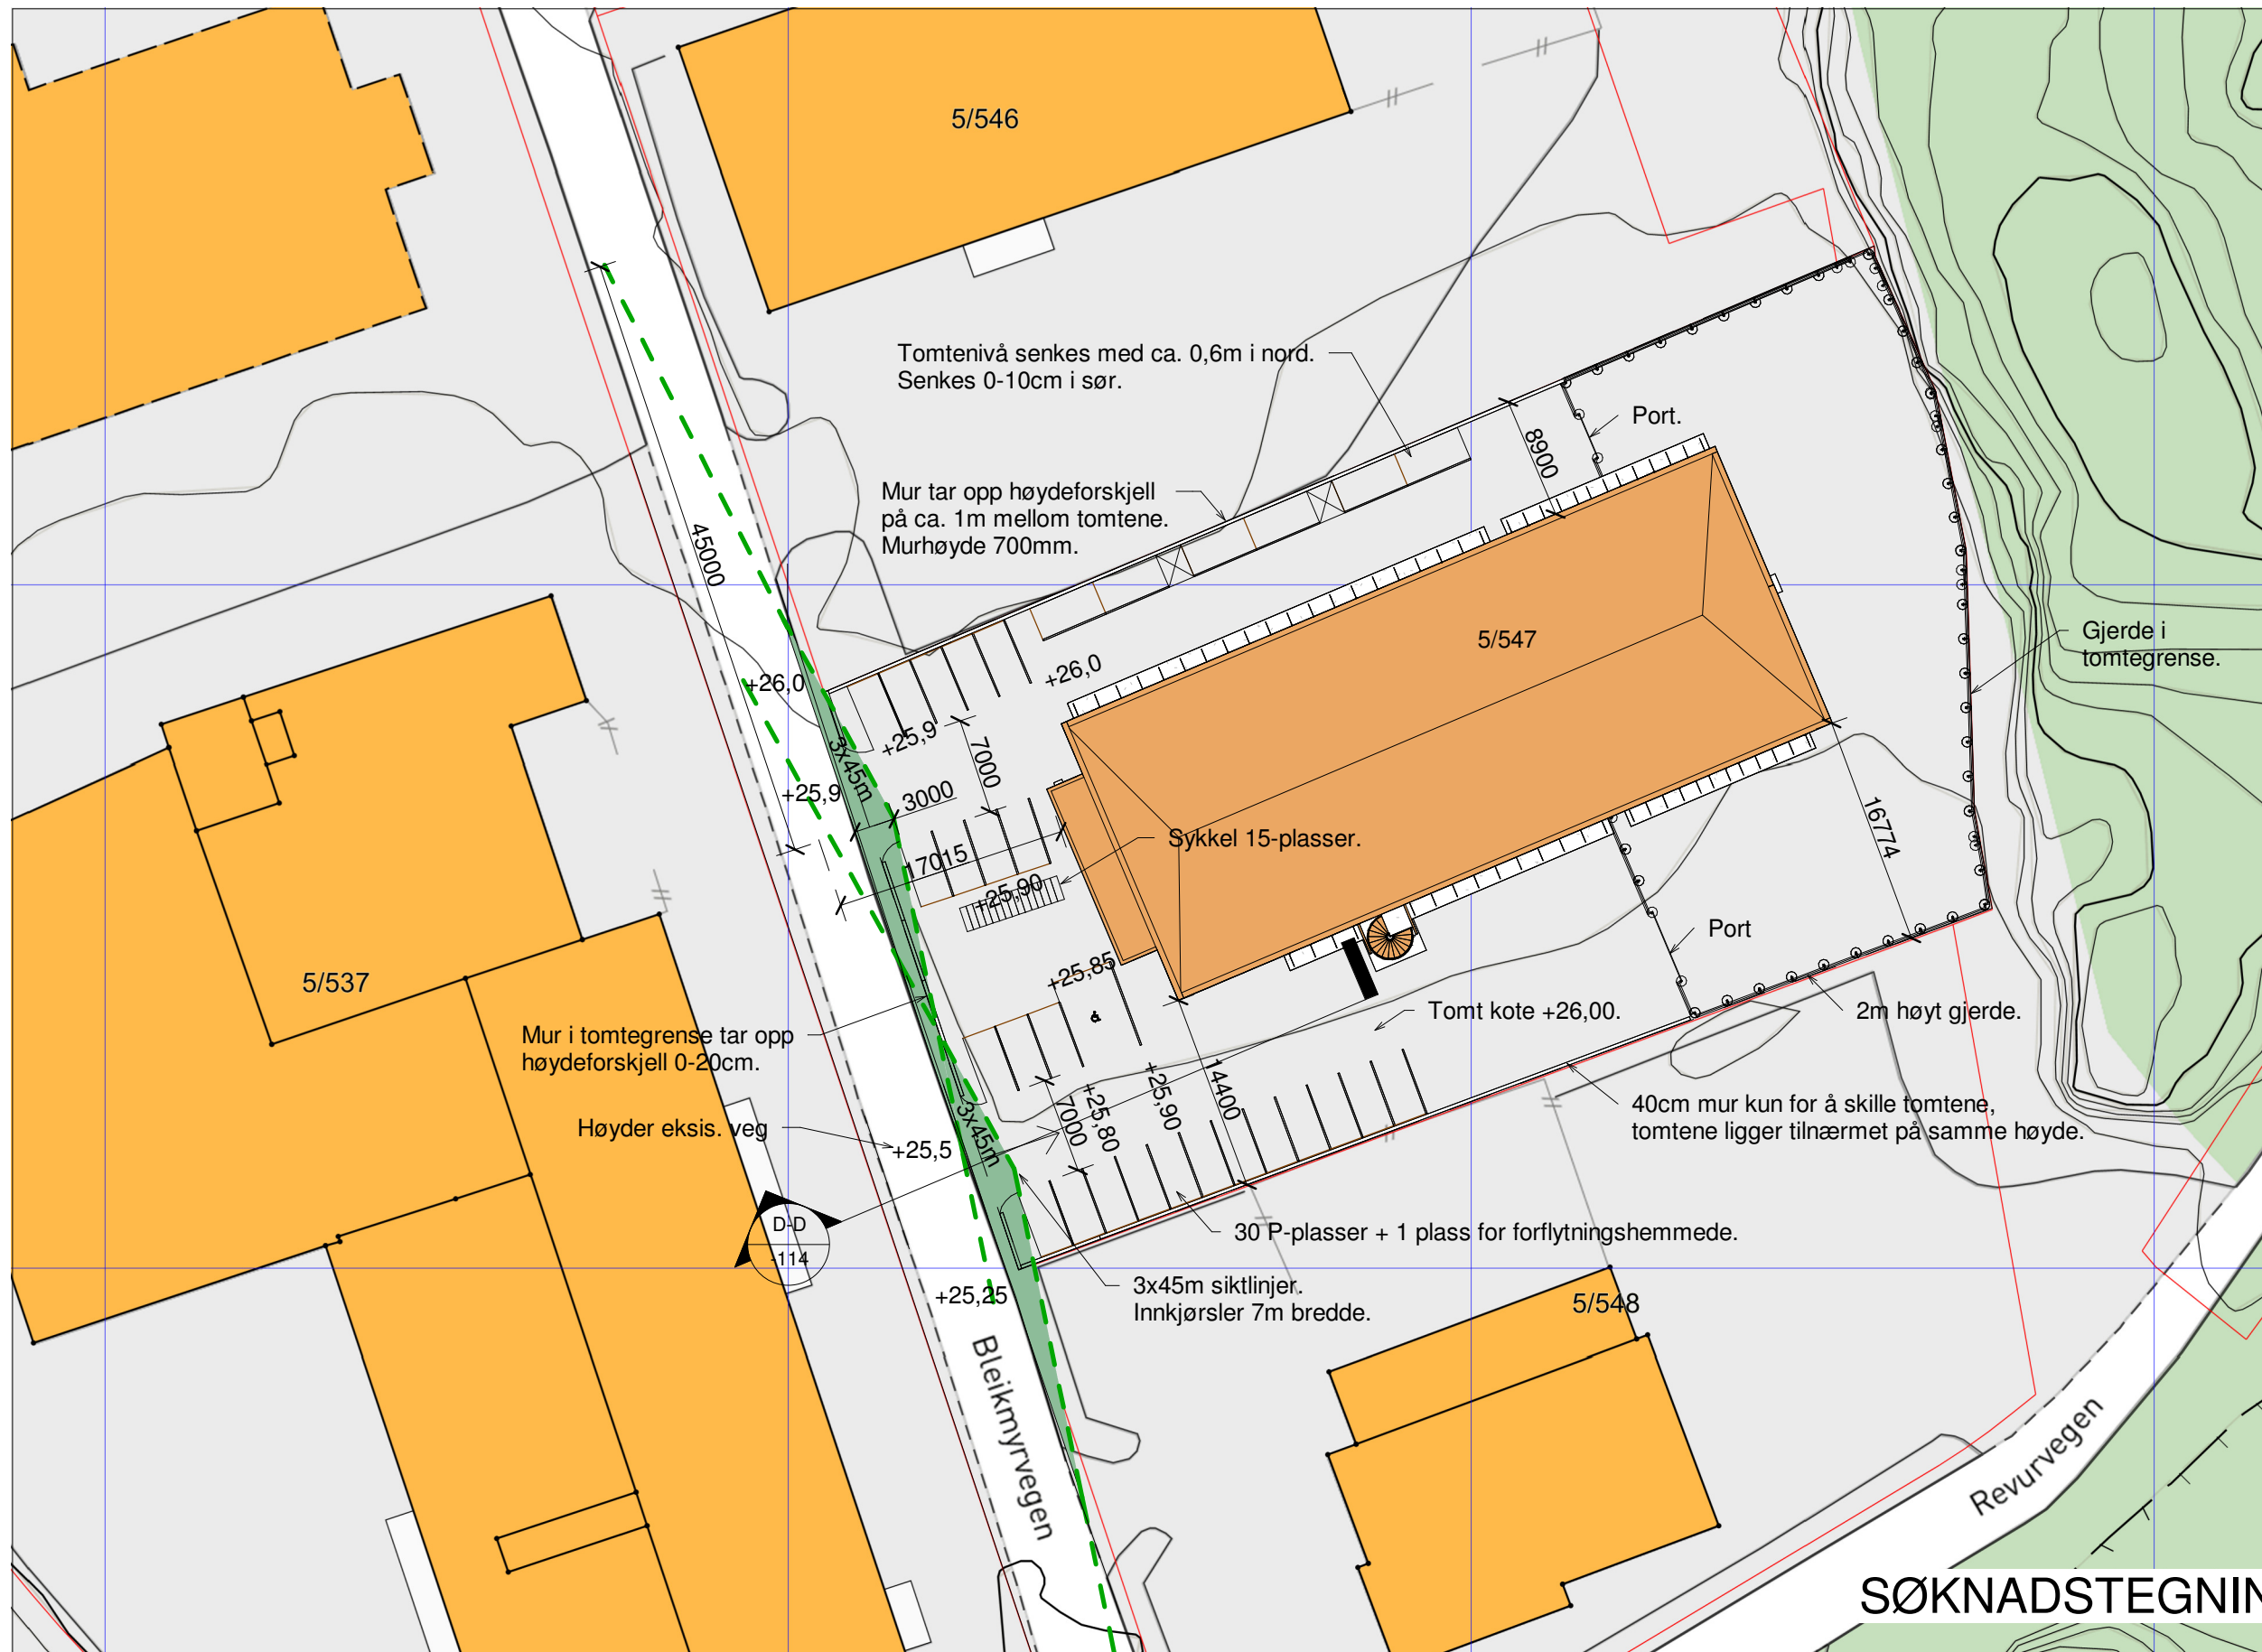 5/546
Tomtenivå senkes med ca. 0,6m i nord.
Senkes 0-10cm i sør.
Port.
8900
Mur tar opp høydeforskjell
på ca. 1m mellom tomtene.
Murhøyde 700mm.
45000
5/547
Gjerde i
tomtegrense.
+26,0
+26,0
+25,9
3x45m
7000
+25,9
3000
16774
Sykkel 15-plasser.
17015
+25,90
Port
5/537
+25,85
Tomt kote +26,00.
2m høyt gjerde.
Mur i tomtegrense tar opp
høydeforskjell 0-20cm.
+25,90
14400
+25,80
7000
40cm mur kun for å skille tomtene,
tomtene ligger tilnærmet på samme høyde.
Høyder eksis. veg
3x45m
+25,5
D-D
-114
30 P-plasser + 1 plass for forflytningshemmede.
3x45m siktlinjer.
Innkjørsler 7m bredde.
+25,25
5/548
Bleikmyrvegen
Revurvegen
SØKNADSTEGNIN